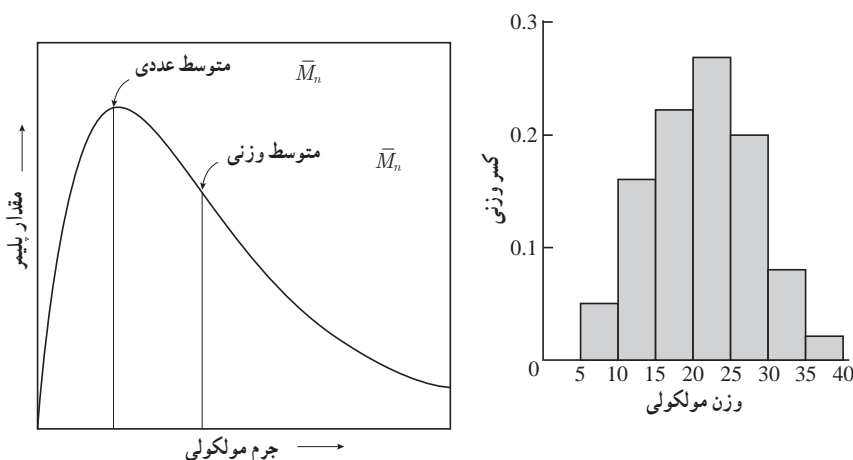 متوسط عددی
M̄ₙ
متوسط وزنی
M̄ₙ
مقدار پلیمر
جرم مولکولی
0.3
0.2
0.1
0
کسر وزنی
5 10 15 20 25 30 35 40
وزن مولکولی